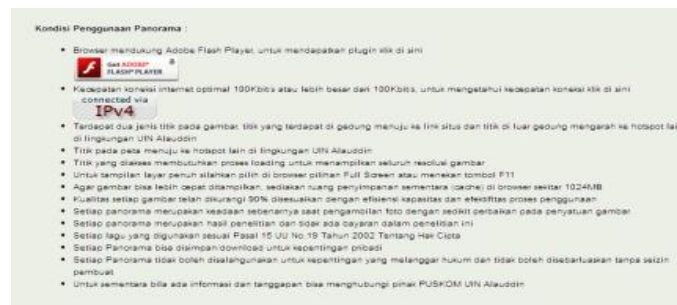 Kondisi Penggunaan Panorama :
Browser mendukung Adobe Flash Player, untuk mendapatkan plugin klik di sini
Get ADOBE®
FLASH® PLAYER
Kecepatan koneksi internet optimal 100Kbit/s atau lebih besar dari 100Kbit/s, untuk mengetahui kecepatan koneksi klik di sini
connected via
IPv4
Terdapat dua jenis titik pada gambar, titik yang terdapat di gedung menuju ke link situs dan titik di luar gedung mengarah ke hotspot lain
di lingkungan UIN Alauddin
Titik pada peta menuju ke hotspot lain di lingkungan UIN Alauddin
Titik yang diakses membutuhkan proses loading untuk menampilkan seluruh resolusi gambar
Untuk tampilan layar penuh silahkan pilih di browser pilihan Full Screen atau menekan tombol F11
Agar gambar bisa lebih cepat ditampilkan, sediakan ruang penyimpanan sementara (cache) di browser sekitar 1024MB
Kualitas setiap gambar telah dikurangi 90% disesuaikan dengan efisiensi kapasitas dan efektifitas proses penggunaan
Setiap panorama merupakan keadaan sebenarnya saat pengambilan foto dengan sedikit perbaikan pada penyatuan gambar
Setiap panorama merupakan hasil penelitian dan tidak ada bayaran dalam penelitian ini
Setiap lagu yang digunakan sesuai Pasal 15 UU No.19 Tahun 2002 Tentang Hak Cipta
Setiap Panorama bisa disimpan/download untuk kepentingan pribadi
Setiap Panorama tidak boleh disalahgunakan untuk kepentingan yang melanggar hukum dan tidak boleh disebarluaskan tanpa seizin
pembuat
Untuk sementara bila ada informasi dan tanggapan bisa menghubungi pihak PUSKOM UIN Alauddin